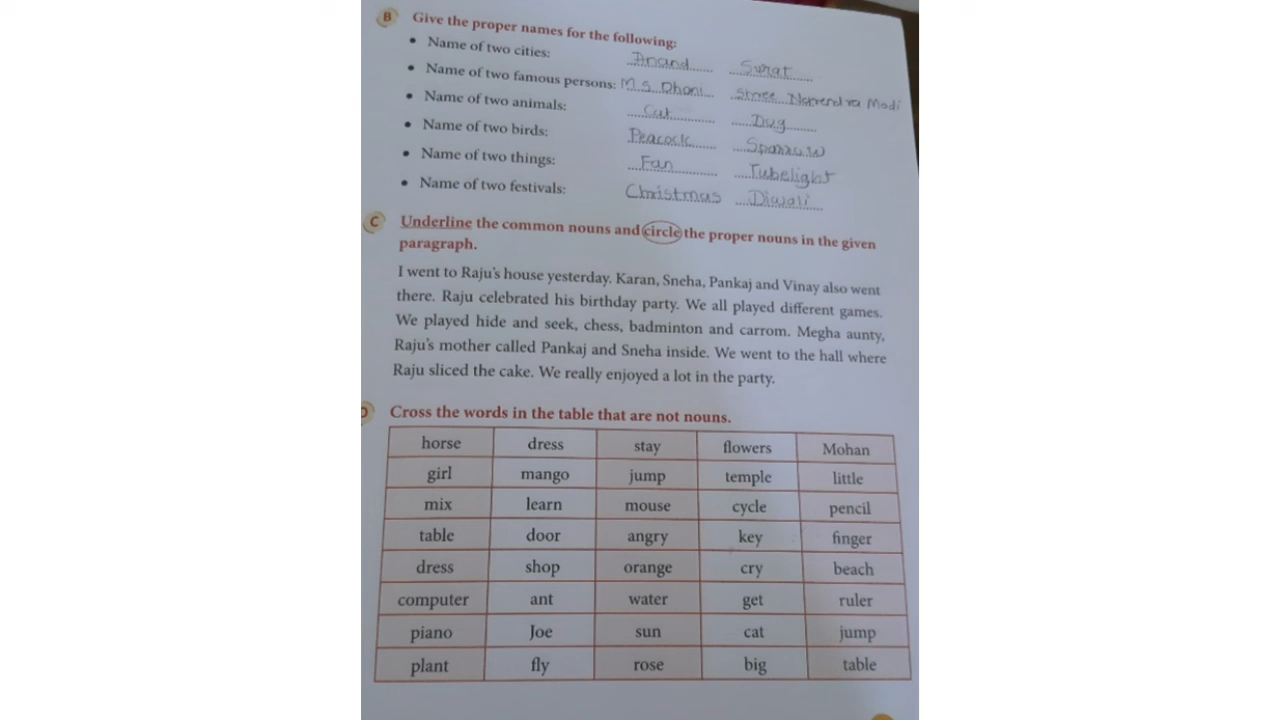 B Give the proper names for the following:
• Name of two cities: Anand Surat
• Name of two famous persons: M.S. Dhoni Shree Narendra Modi
• Name of two animals: Cat Dog
• Name of two birds: Peacock Sparrow
• Name of two things: Fan Tubelight
• Name of two festivals: Christmas Diwali
C Underline the common nouns and circle the proper nouns in the given
paragraph.
I went to Raju's house yesterday. Karan, Sneha, Pankaj and Vinay also went
there. Raju celebrated his birthday party. We all played different games.
We played hide and seek, chess, badminton and carrom. Megha aunty,
Raju's mother called Pankaj and Sneha inside. We went to the hall where
Raju sliced the cake. We really enjoyed a lot in the party.
D Cross the words in the table that are not nouns.
horse dress stay flowers Mohan
girl mango jump temple little
mix learn mouse cycle pencil
table door angry key finger
dress shop orange cry beach
computer ant water get ruler
piano Joe sun cat jump
plant fly rose big table